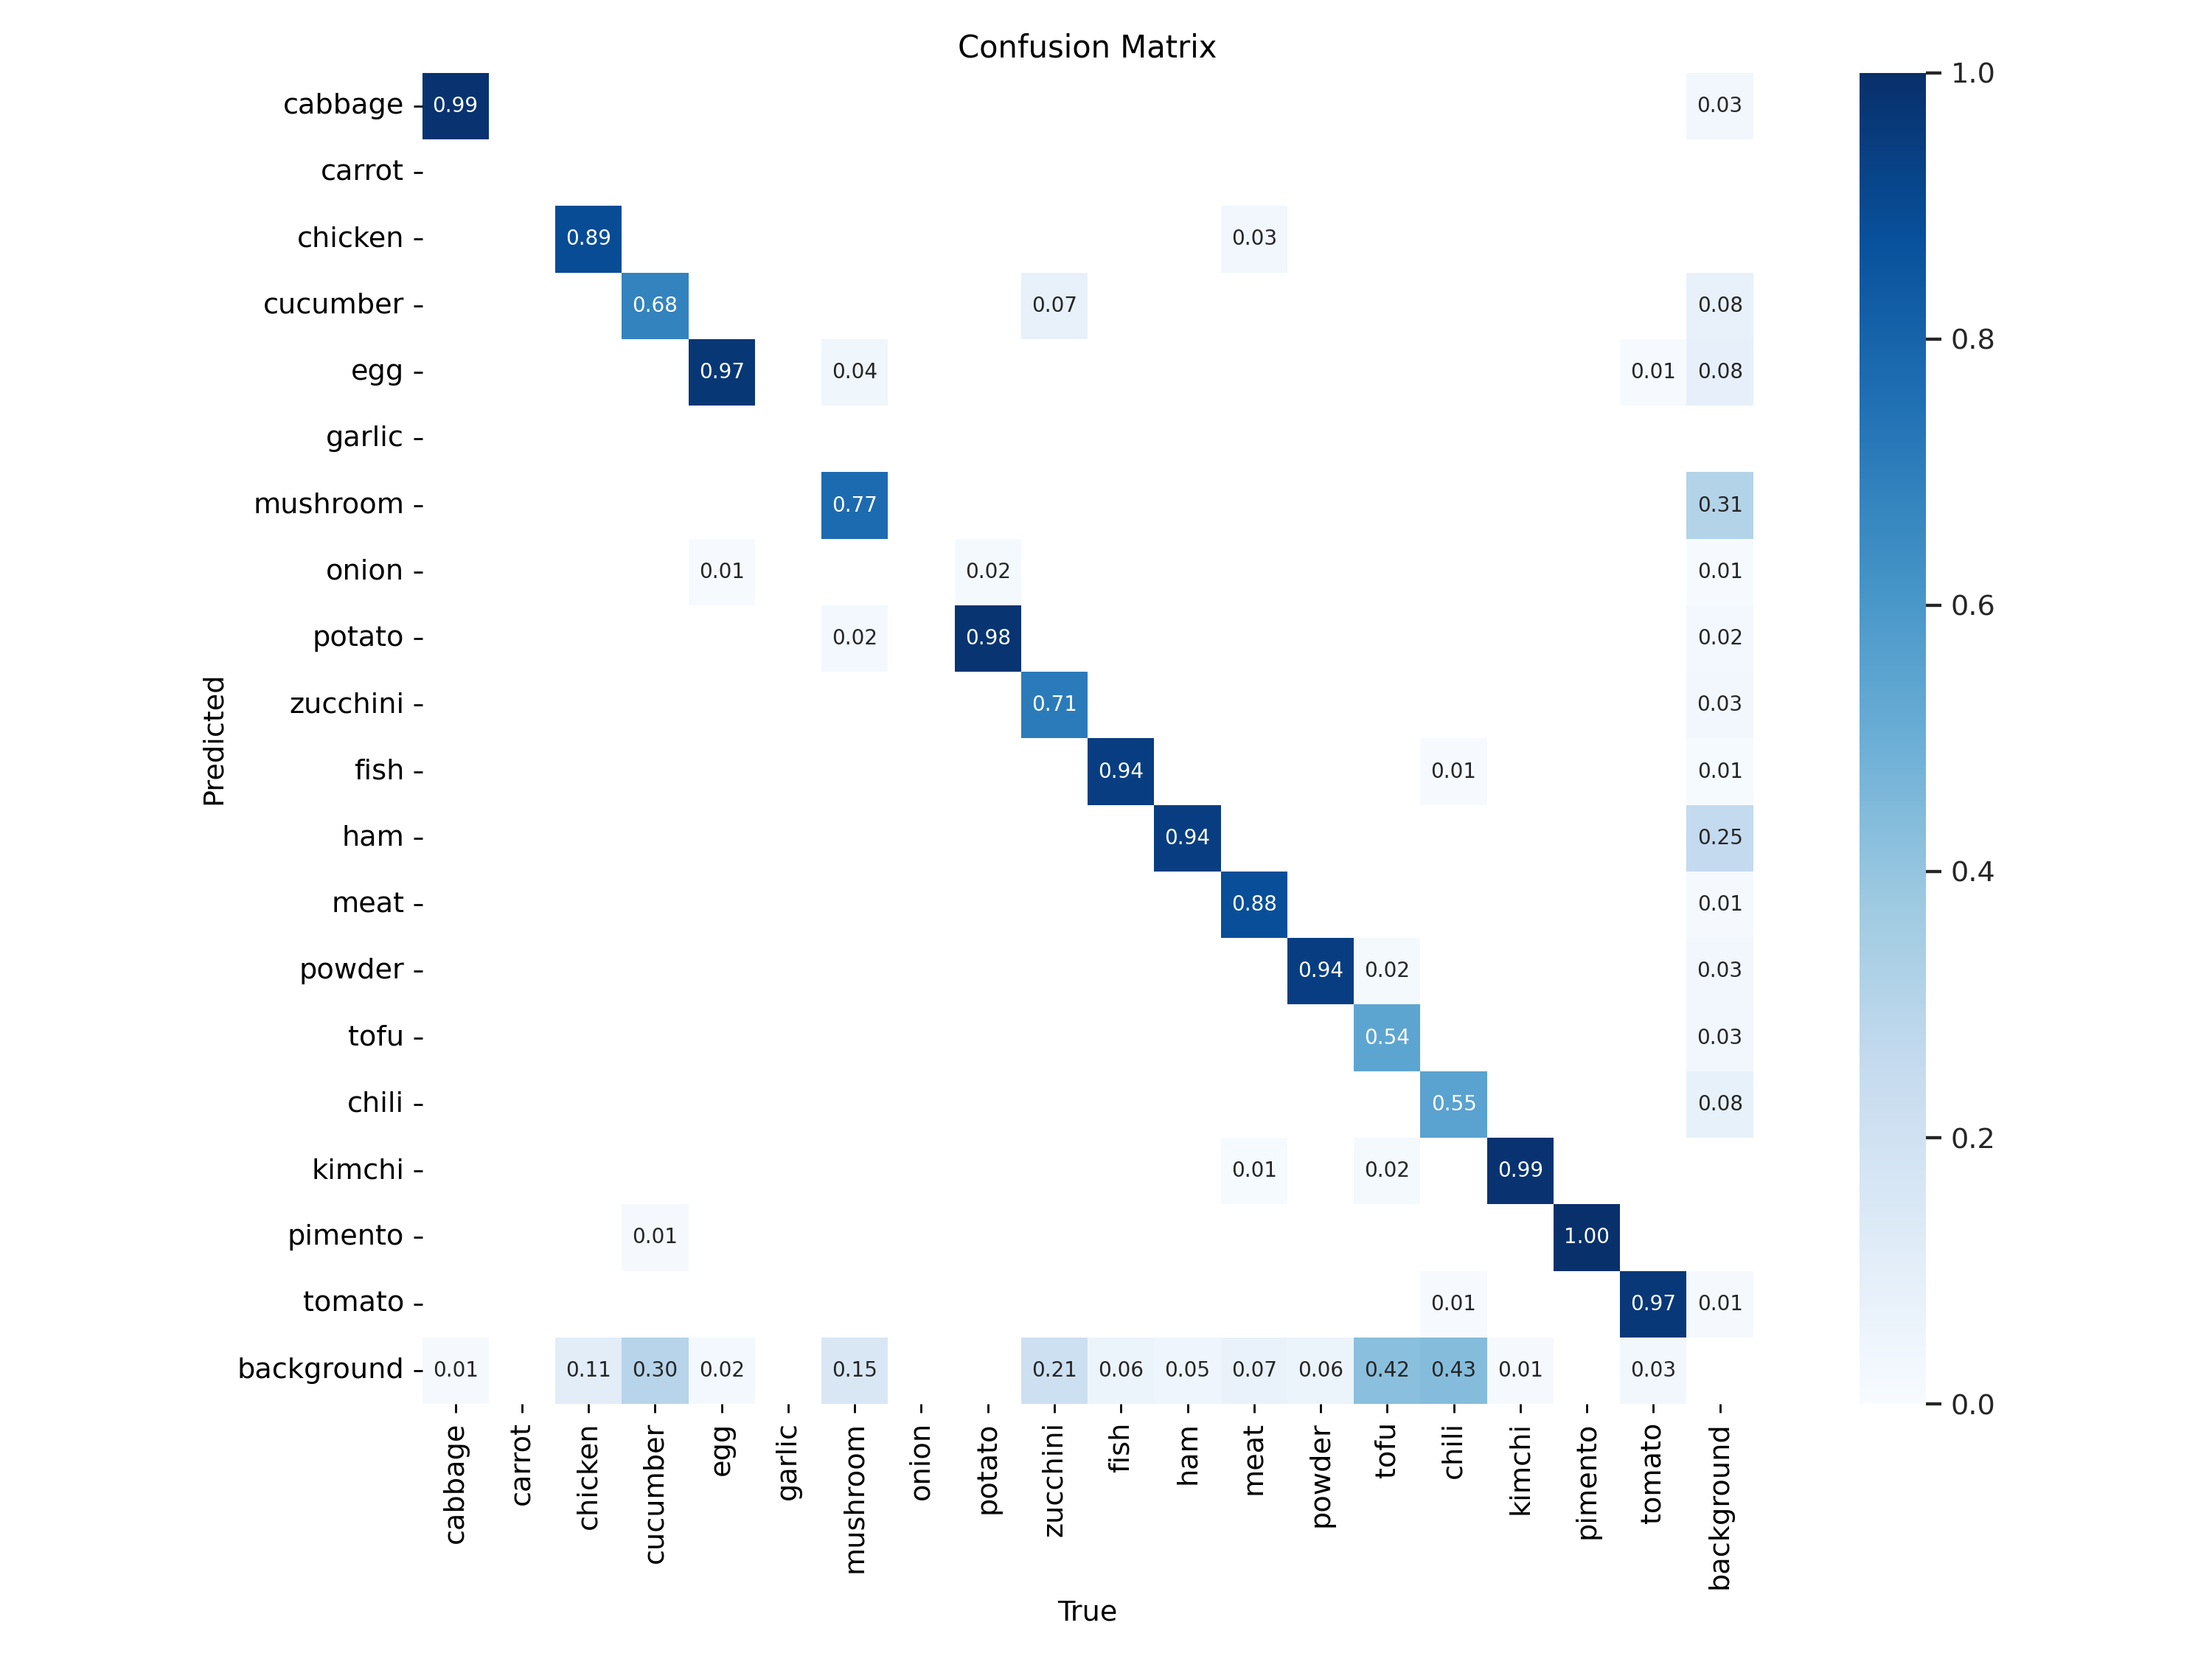 Confusion Matrix
cabbage 0.99 0.03 1.0
carrot
chicken 0.89 0.03
cucumber 0.68 0.07 0.08
0.8
egg 0.97 0.04 0.01 0.08
garlic
mushroom 0.77 0.31
onion 0.01 0.02 0.01
0.6
potato 0.02 0.98 0.02
zucchini 0.71 0.03
Predicted
fish 0.94 0.01 0.01
ham 0.94 0.25
0.4
meat 0.88 0.01
powder 0.94 0.02 0.03
tofu 0.54 0.03
chili 0.55 0.08
0.2
kimchi 0.01 0.02 0.99
pimento 0.01 1.00
tomato 0.01 0.97 0.01
background 0.01 0.11 0.30 0.02 0.15 0.21 0.06 0.05 0.07 0.06 0.42 0.43 0.01 0.03
0.0
cabbage carrot chicken cucumber egg garlic mushroom onion potato zucchini fish ham meat powder tofu chili kimchi pimento tomato background
True